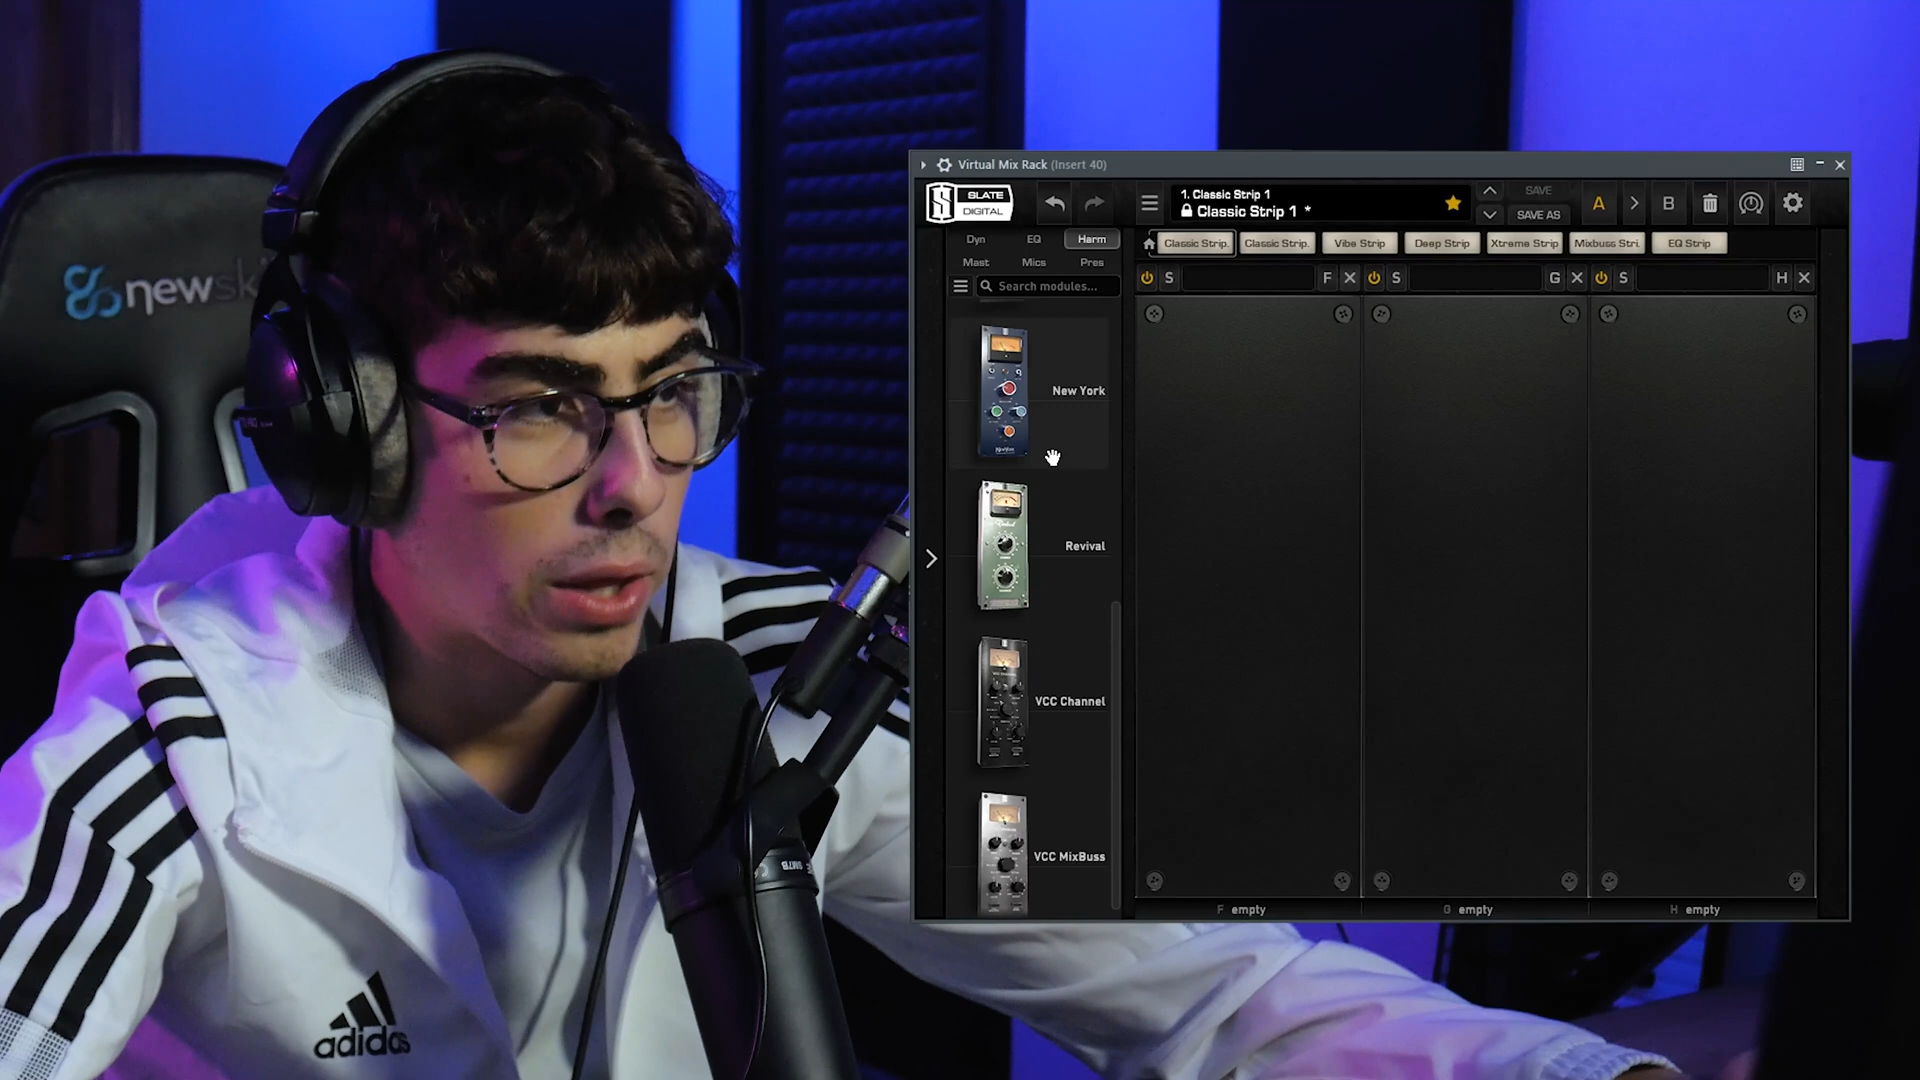 newsk
adidas
SM7B
Virtual Mix Rack (Insert 40)
SLATE
DIGITAL
1. Classic Strip 1
Classic Strip 1 *
SAVE
SAVE AS
A
B
Dyn
EQ
Harm
Mast
Mics
Pres
Search modules...
Classic Strip.
Classic Strip.
Vibe Strip
Deep Strip
Xtreme Strip
Mixbuss Stri.
EQ Strip
S
F
S
G
S
H
New York
Revival
VCC Channel
VCC MixBuss
F empty
G empty
H empty